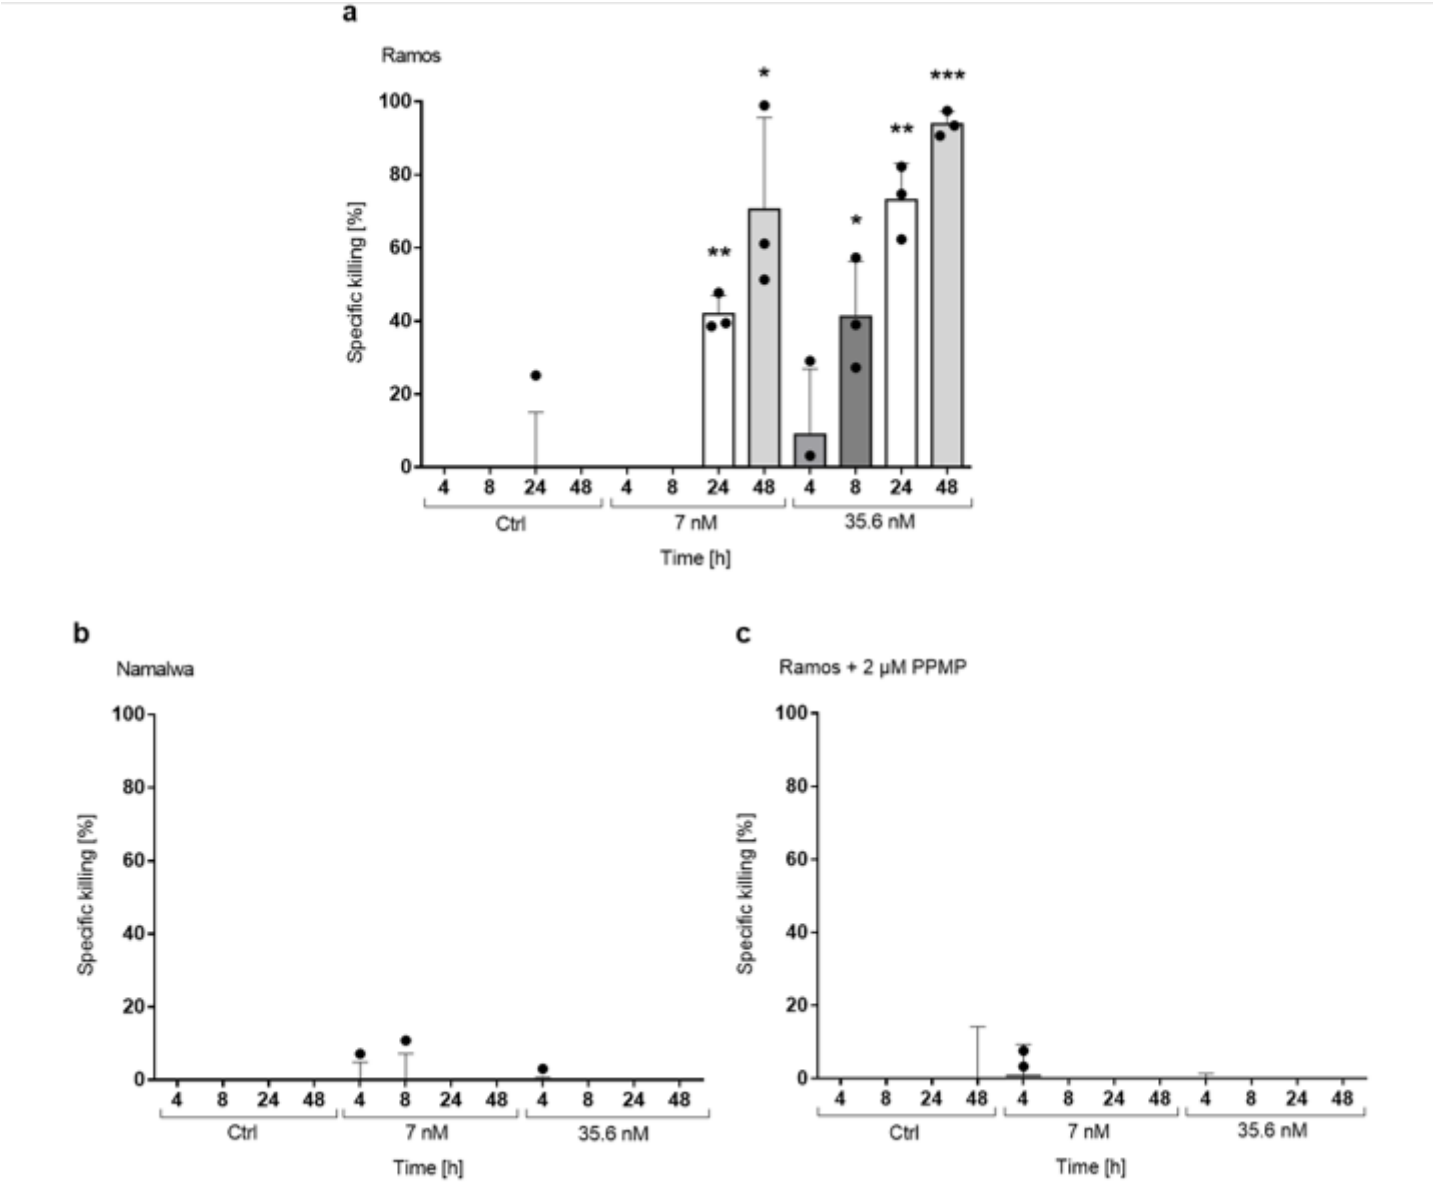 a
Ramos
* ***
100
**
80
*
60
**
40
20
0
Specific killing [%]
4 8 24 48 4 8 24 48 4 8 24 48
Ctrl 7 nM 35.6 nM
Time [h]
b
Namalwa
100
80
60
40
20
0
Specific killing [%]
4 8 24 48 4 8 24 48 4 8 24 48
Ctrl 7 nM 35.6 nM
Time [h]
c
Ramos + 2 µM PPMP
100
80
60
40
20
0
Specific killing [%]
4 8 24 48 4 8 24 48 4 8 24 48
Ctrl 7 nM 35.6 nM
Time [h]